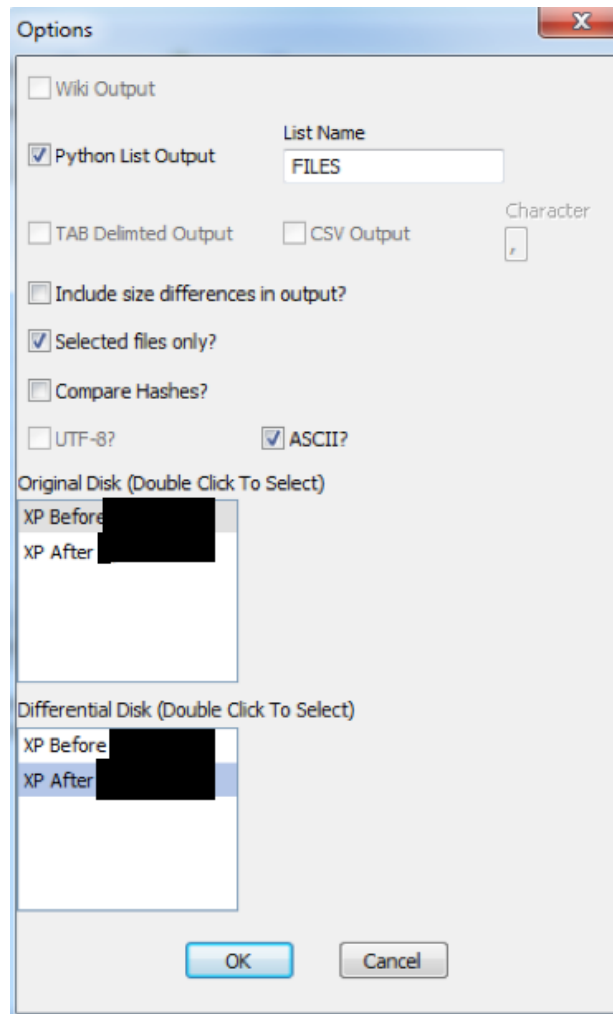 Options
Wiki Output
List Name
Python List Output
FILES
Character
TAB Delimted Output
CSV Output
,
Include size differences in output?
Selected files only?
Compare Hashes?
UTF-8?
ASCII?
Original Disk (Double Click To Select)
XP Before
XP After
Differential Disk (Double Click To Select)
XP Before
XP After
OK
Cancel